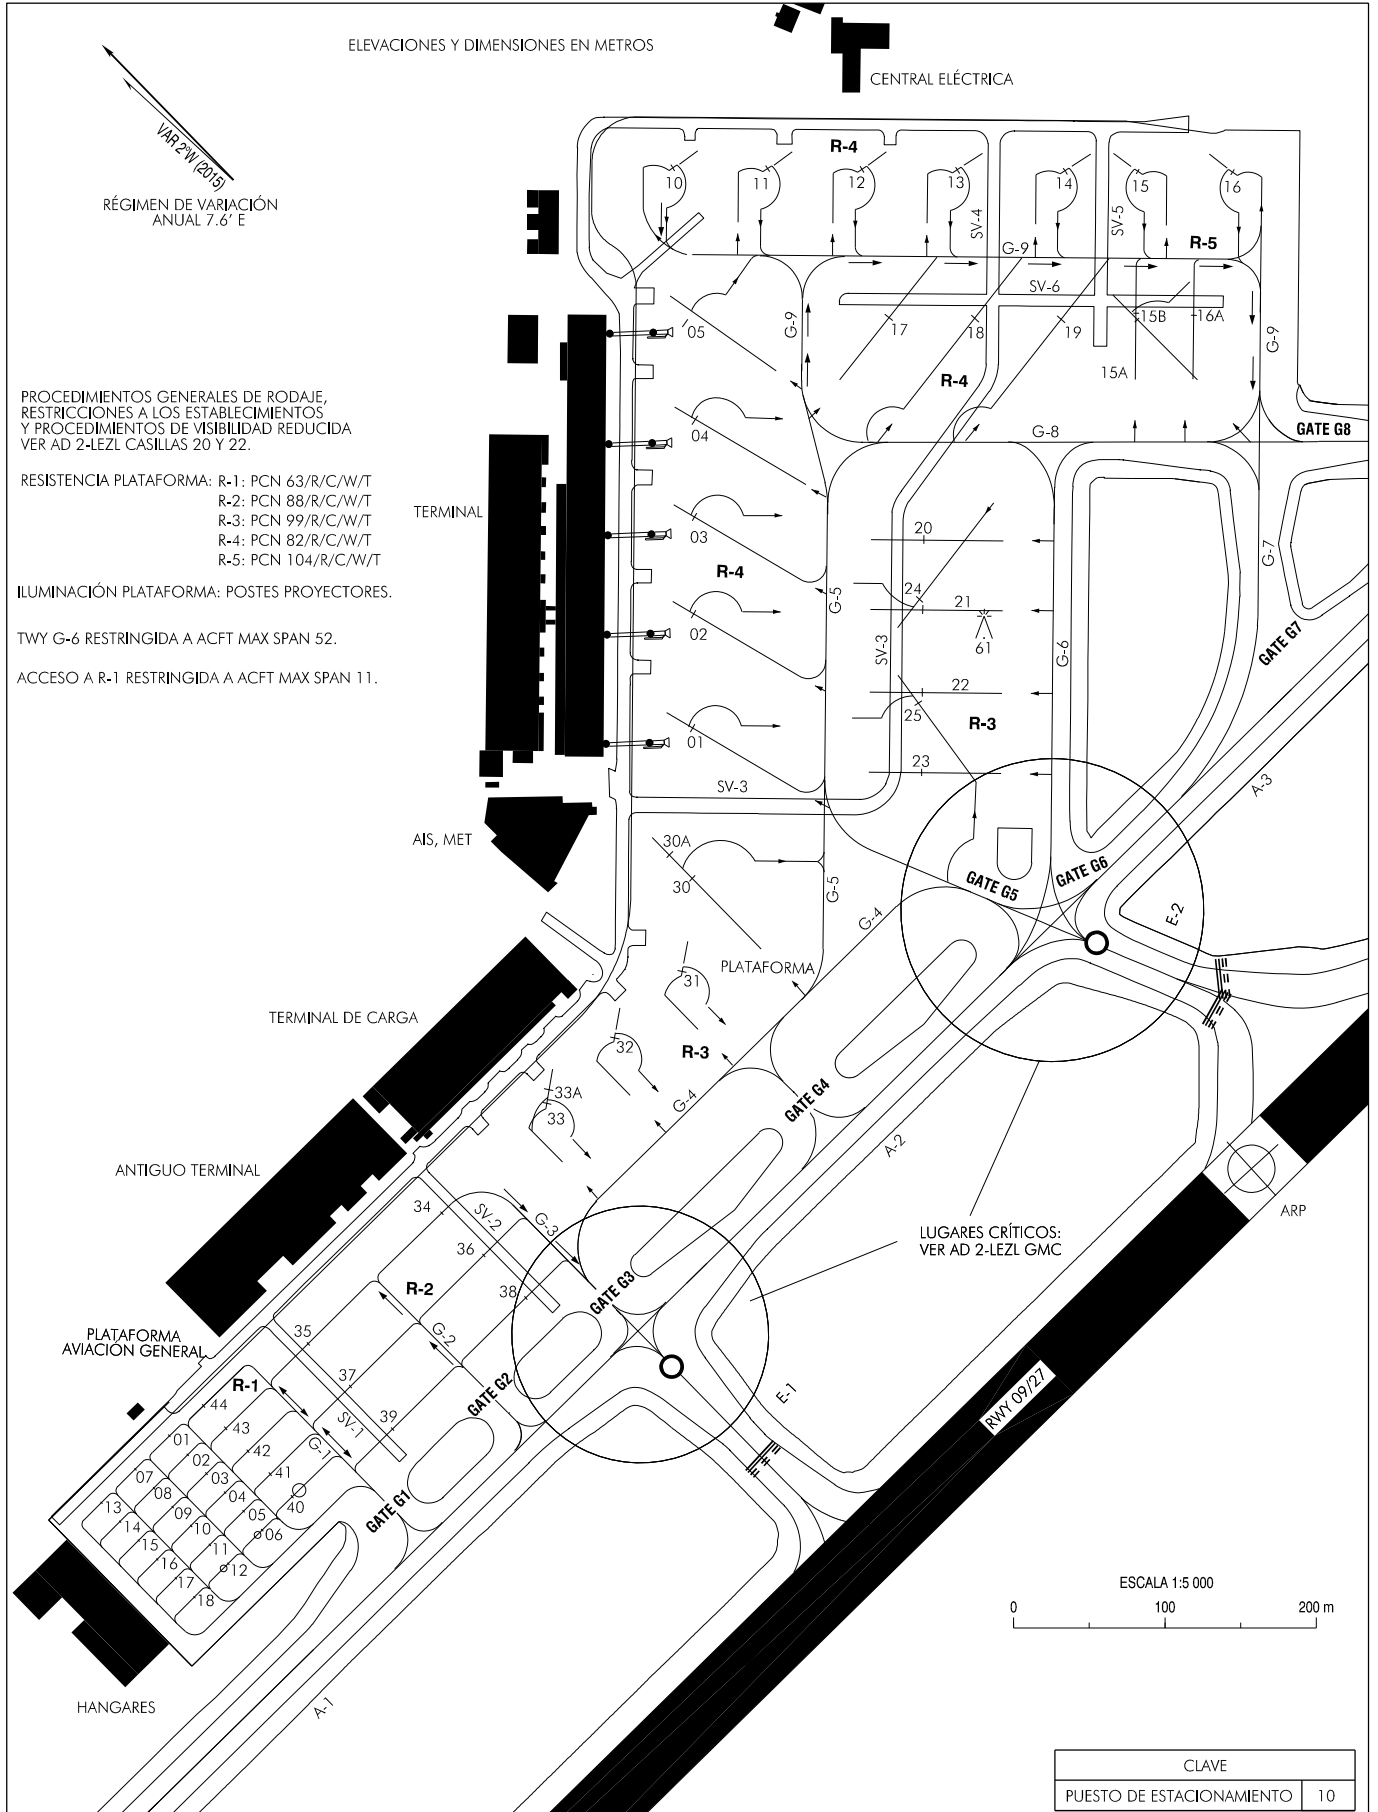 ELEVACIONES Y DIMENSIONES EN METROS
CENTRAL ELÉCTRICA
VAR 2°W (2015)
RÉGIMEN DE VARIACIÓN
ANUAL 7.6' E
R-4
10
11
12
13
14
15
16
SV-4
SV-5
G-9
R-5
SV-6
05
G-9
17
18
19
15B
16A
G-9
15A
R-4
PROCEDIMIENTOS GENERALES DE RODAJE,
RESTRICCIONES A LOS ESTABLECIMIENTOS
Y PROCEDIMIENTOS DE VISIBILIDAD REDUCIDA
VER AD 2-LEZL CASILLAS 20 Y 22.
04
G-8
GATE G8
RESISTENCIA PLATAFORMA: R-1: PCN 63/R/C/W/T
R-2: PCN 88/R/C/W/T
R-3: PCN 99/R/C/W/T
R-4: PCN 82/R/C/W/T
R-5: PCN 104/R/C/W/T
TERMINAL
03
20
G-7
R-4
ILUMINACIÓN PLATAFORMA: POSTES PROYECTORES.
G-5
24
21
02
61
TWY G-6 RESTRINGIDA A ACFT MAX SPAN 52.
SV-3
G-6
GATE G7
ACCESO A R-1 RESTRINGIDA A ACFT MAX SPAN 11.
22
25
R-3
01
23
SV-3
A-3
AIS, MET
30A
30
G-5
GATE G5
GATE G6
G-4
E-2
PLATAFORMA
31
TERMINAL DE CARGA
32
R-3
33A
33
G-4
GATE G4
A-2
ANTIGUO TERMINAL
34
SV-2
G-3
36
ARP
LUGARES CRÍTICOS:
VER AD 2-LEZL GMC
38
GATE G3
R-2
PLATAFORMA
AVIACIÓN GENERAL
35
G-2
37
R-1
GATE G2
E-1
RWY 09/27
44
43
SV-1
39
42
G-1
41
40
01
02
03
04
05
06
07
08
09
10
11
12
13
14
15
16
17
18
GATE G1
ESCALA 1:5 000
0 100 200 m
HANGARES
A-1
CLAVE
PUESTO DE ESTACIONAMIENTO 10